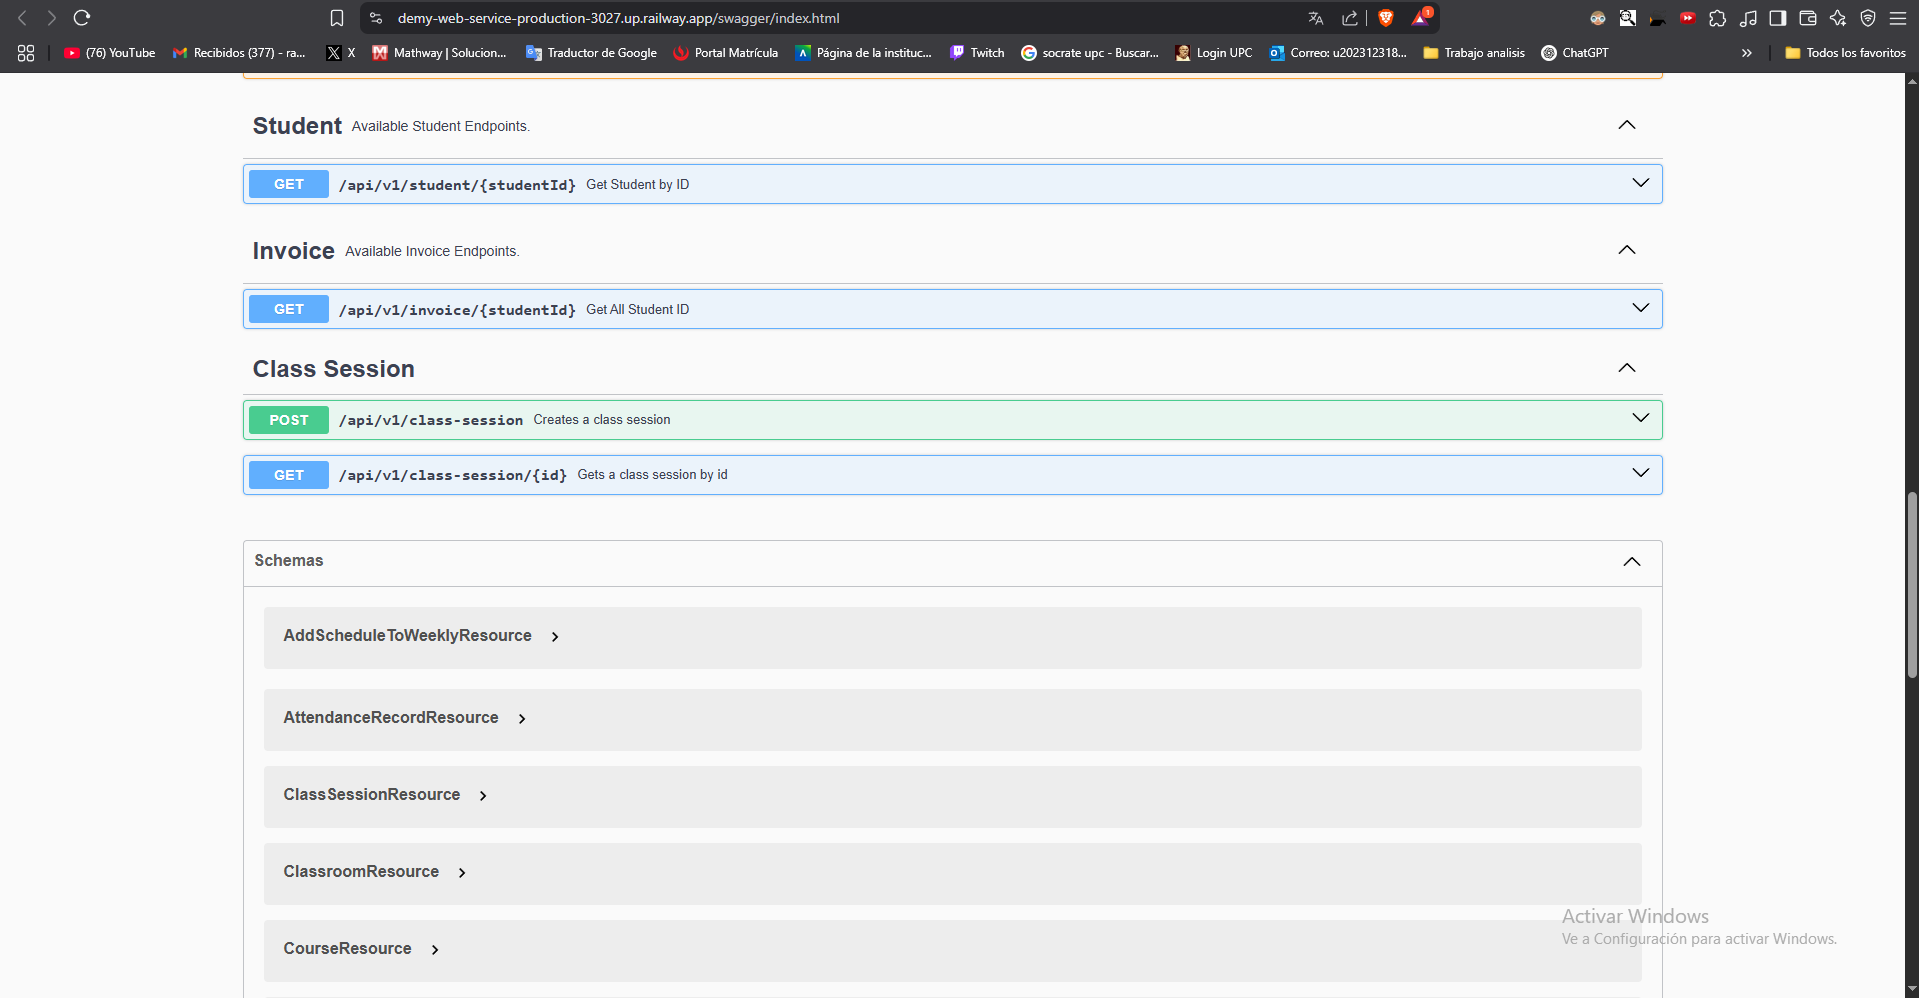 demy-web-service-production-3027.up.railway.app/swagger/index.html
1
(76) YouTube
Recibidos (377) - ra...
X
Mathway | Solucion...
Traductor de Google
Portal Matrícula
Página de la instituc...
Twitch
socrate upc - Buscar...
Login UPC
Correo: u202312318...
Trabajo analisis
ChatGPT
Todos los favoritos
Student Available Student Endpoints.
GET /api/v1/student/{studentId} Get Student by ID
Invoice Available Invoice Endpoints.
GET /api/v1/invoice/{studentId} Get All Student ID
Class Session
POST /api/v1/class-session Creates a class session
GET /api/v1/class-session/{id} Gets a class session by id
Schemas
AddScheduleToWeeklyResource
AttendanceRecordResource
ClassSessionResource
ClassroomResource
CourseResource
Activar Windows
Ve a Configuración para activar Windows.